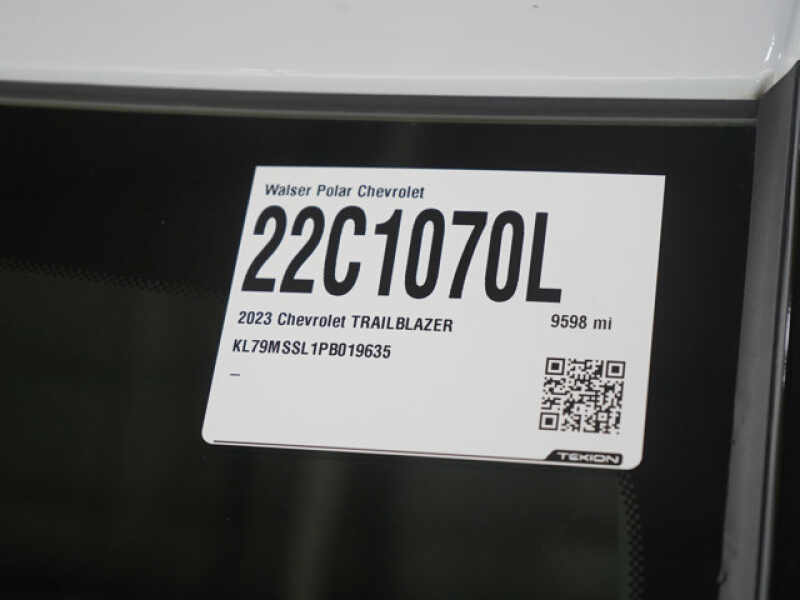 Walser Polar Chevrolet
22C1070L
2023 Chevrolet TRAILBLAZER 9598 mi
KL79MSSL1PB019635
–
TEKION